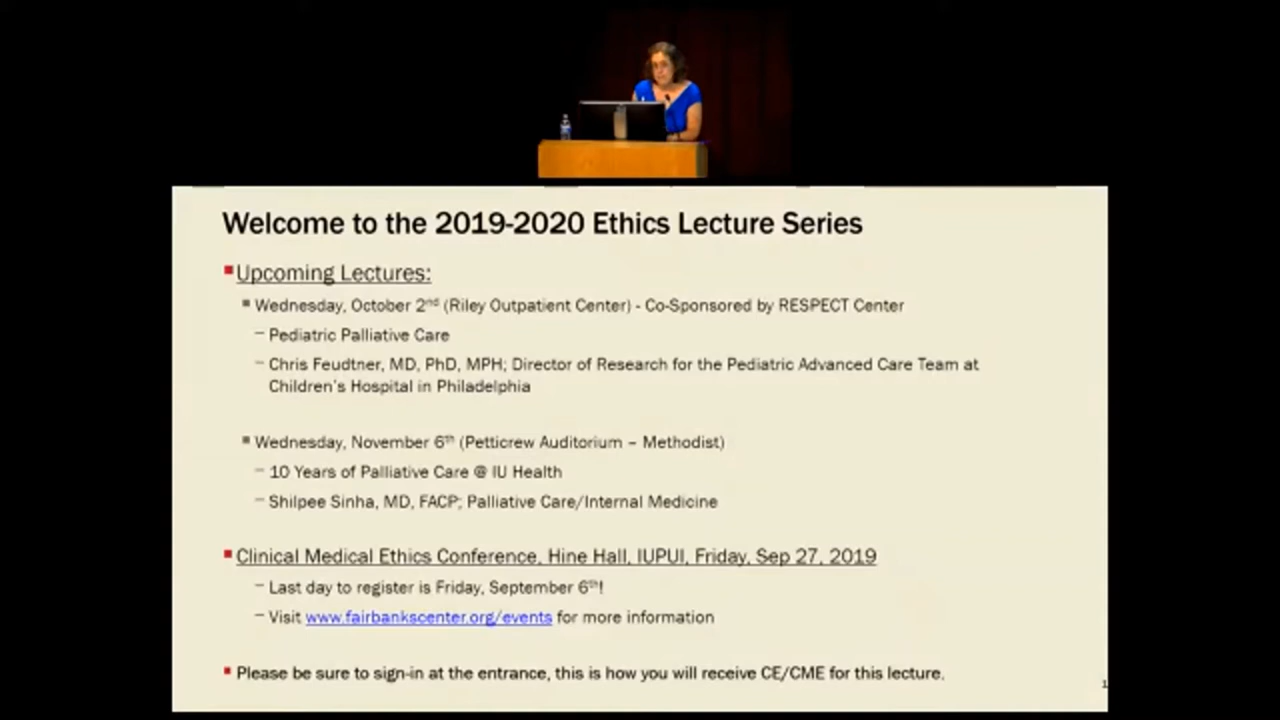 Welcome to the 2019-2020 Ethics Lecture Series
Upcoming Lectures:
Wednesday, October 2nd (Riley Outpatient Center) - Co-Sponsored by RESPECT Center
Pediatric Palliative Care
Chris Feudtner, MD, PhD, MPH; Director of Research for the Pediatric Advanced Care Team at
Children's Hospital in Philadelphia
Wednesday, November 6th (Petticrew Auditorium – Methodist)
10 Years of Palliative Care @ IU Health
Shilpee Sinha, MD, FACP; Palliative Care/Internal Medicine
Clinical Medical Ethics Conference, Hine Hall, IUPUI, Friday, Sep 27, 2019
Last day to register is Friday, September 6th!
Visit www.fairbankscenter.org/events for more information
Please be sure to sign-in at the entrance, this is how you will receive CE/CME for this lecture.
1